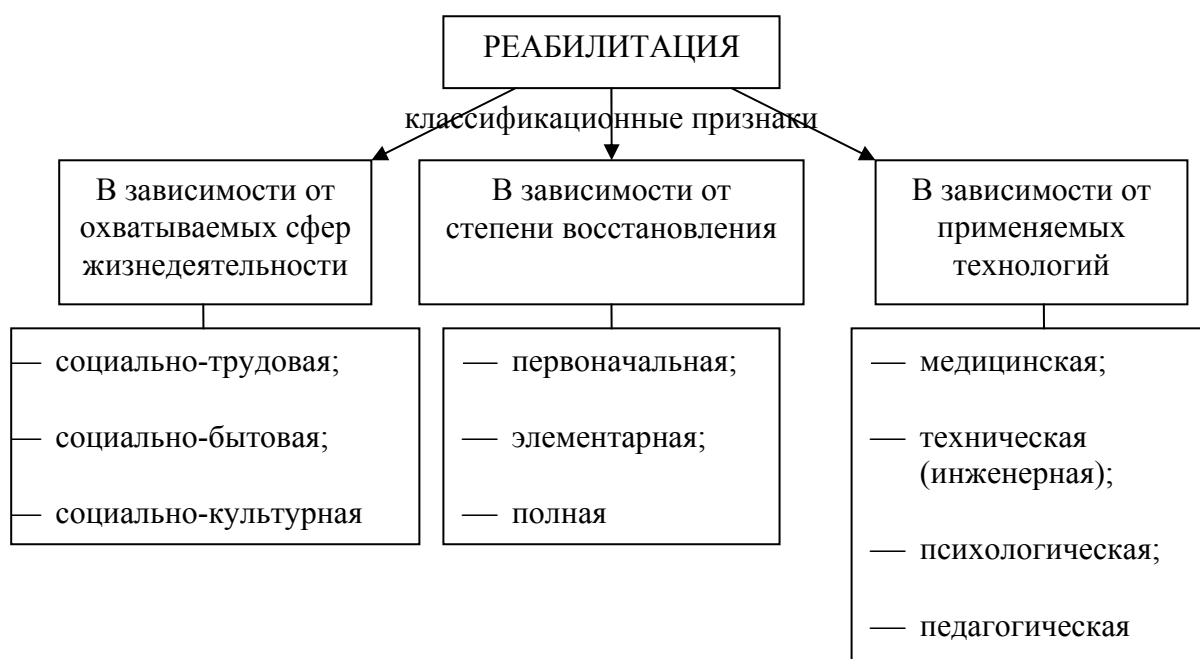 РЕАБИЛИТАЦИЯ
классификационные признаки
В зависимости от
охватываемых сфер
жизнедеятельности
В зависимости от
степени восстановления
В зависимости от
применяемых
технологий
— социально-трудовая;
— социально-бытовая;
— социально-культурная
— первоначальная;
— элементарная;
— полная
— медицинская;
— техническая
(инженерная);
— психологическая;
— педагогическая